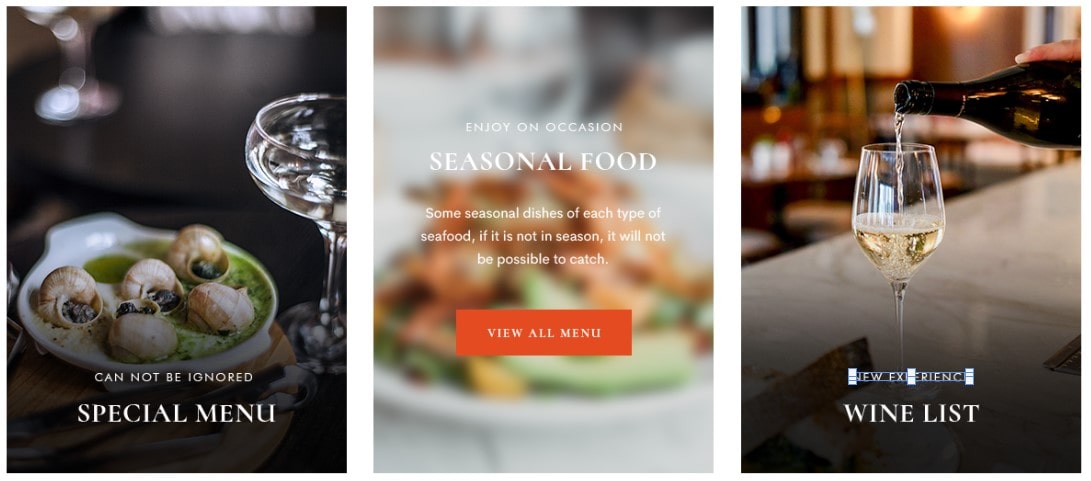 CAN NOT BE IGNORED
SPECIAL MENU
ENJOY ON OCCASION
SEASONAL FOOD
Some seasonal dishes of each type of
seafood, if it is not in season, it will not
be possible to catch.
VIEW ALL MENU
NEW EXPERIENCE
WINE LIST